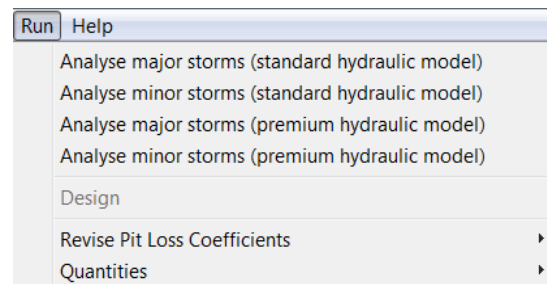 Run Help
Analyse major storms (standard hydraulic model)
Analyse minor storms (standard hydraulic model)
Analyse major storms (premium hydraulic model)
Analyse minor storms (premium hydraulic model)
Design
Revise Pit Loss Coefficients
Quantities